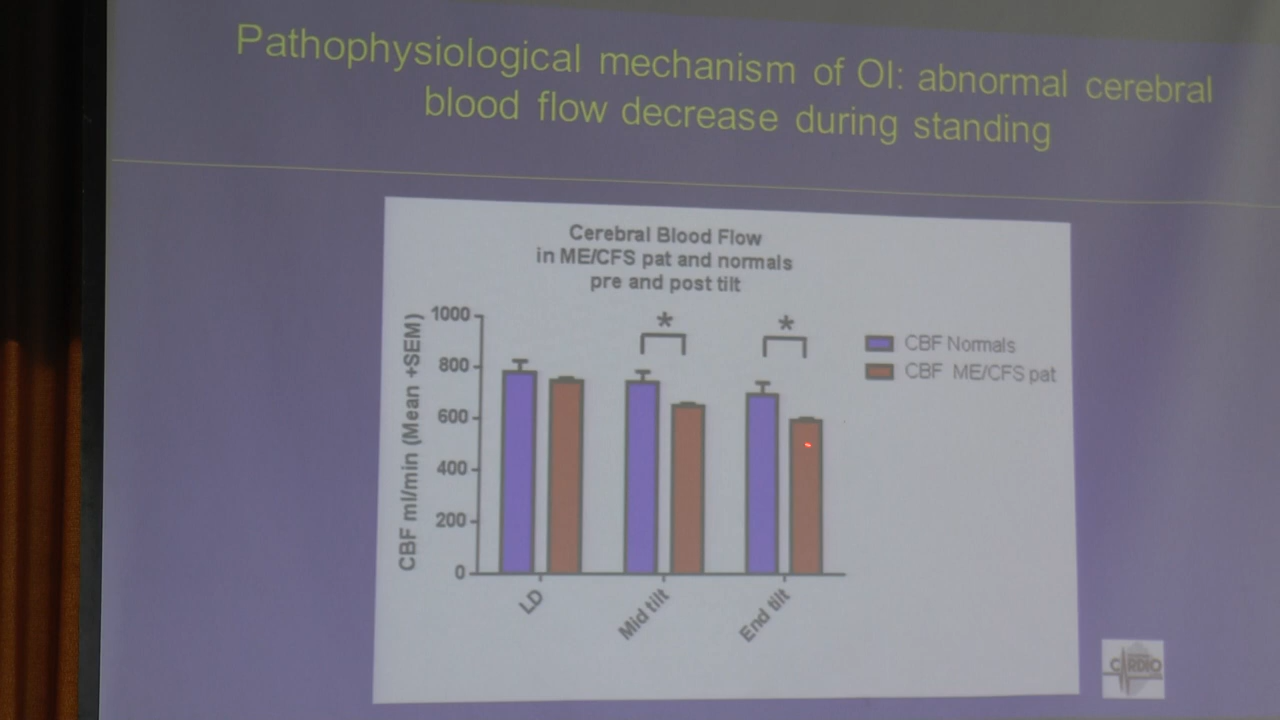 Pathophysiological mechanism of OI: abnormal cerebral
blood flow decrease during standing
Cerebral Blood Flow
in ME/CFS pat and normals
pre and post tilt
CBF ml/min (Mean +SEM)
1000
800
600
400
200
0
*
*
LD
Mid tilt
End tilt
CBF Normals
CBF ME/CFS pat
CARDIO